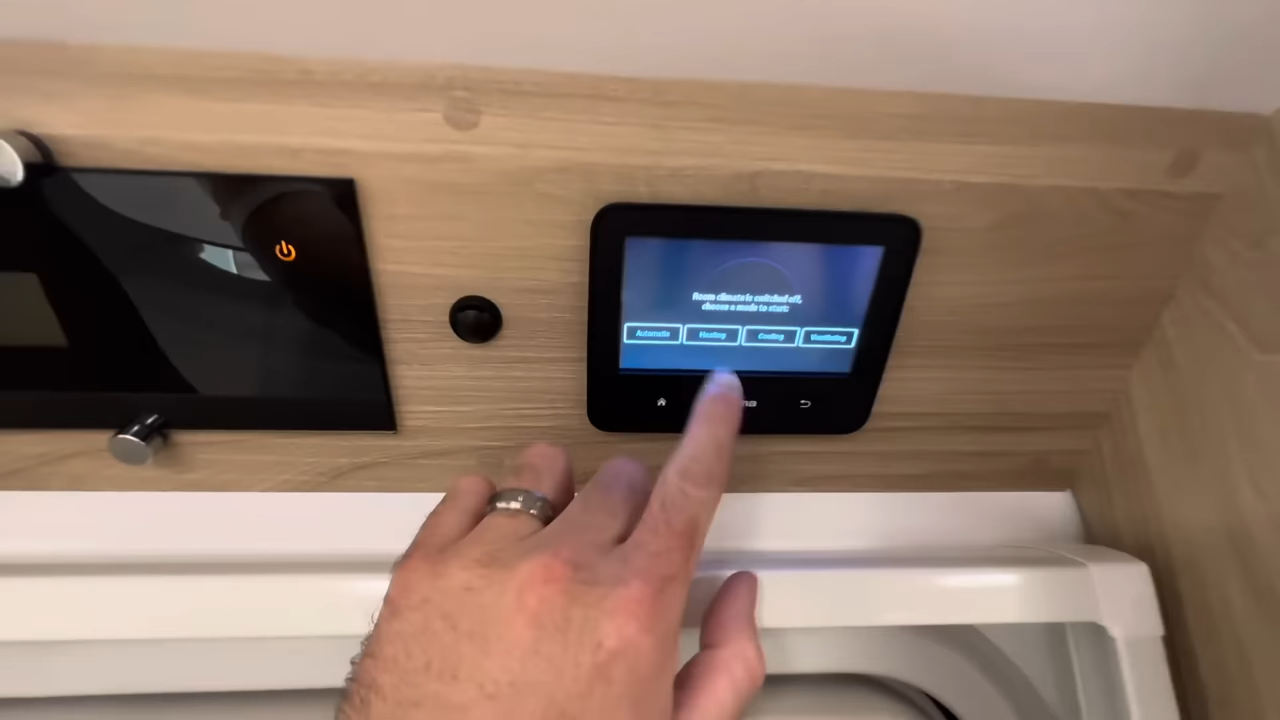 Room climate is switched off,
choose a mode to start:
Automatic Heating Cooling Ventilating